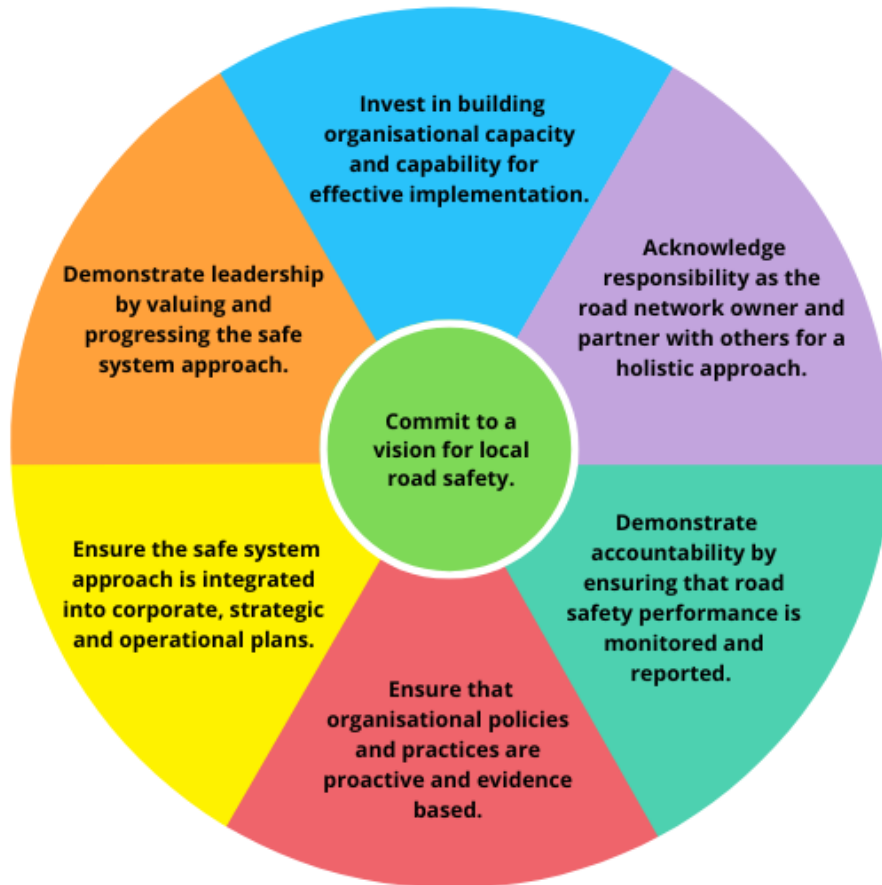 Invest in building
organisational capacity
and capability for
effective implementation.
Acknowledge
responsibility as the
road network owner and
partner with others for a
holistic approach.
Demonstrate
accountability by
ensuring that road
safety performance is
monitored and
reported.
Ensure that
organisational policies
and practices are
proactive and evidence
based.
Ensure the safe system
approach is integrated
into corporate, strategic
and operational plans.
Demonstrate leadership
by valuing and
progressing the safe
system approach.
Commit to a
vision for local
road safety.